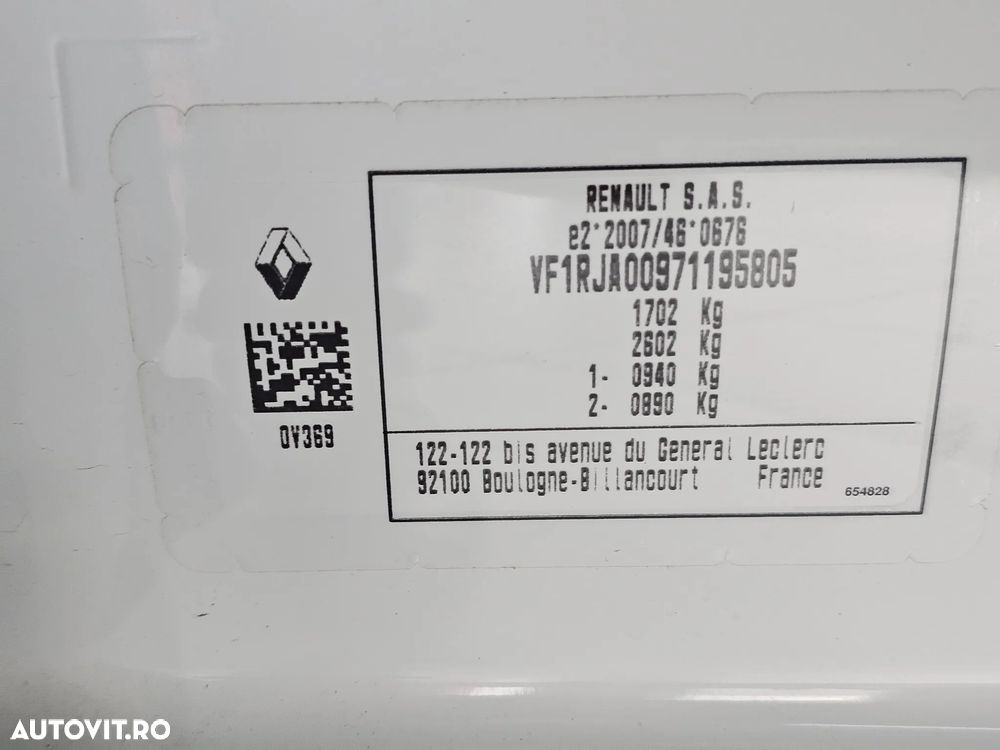 RENAULT S.A.S.
e2*2007/46*0676
VF1RJA00971195805
1702 Kg
2602 Kg
1- 0940 Kg
2- 0890 Kg
0V369
122-122 bis avenue du General Leclerc
92100 Boulogne-Billancourt France
654828
AUTOVIT.RO